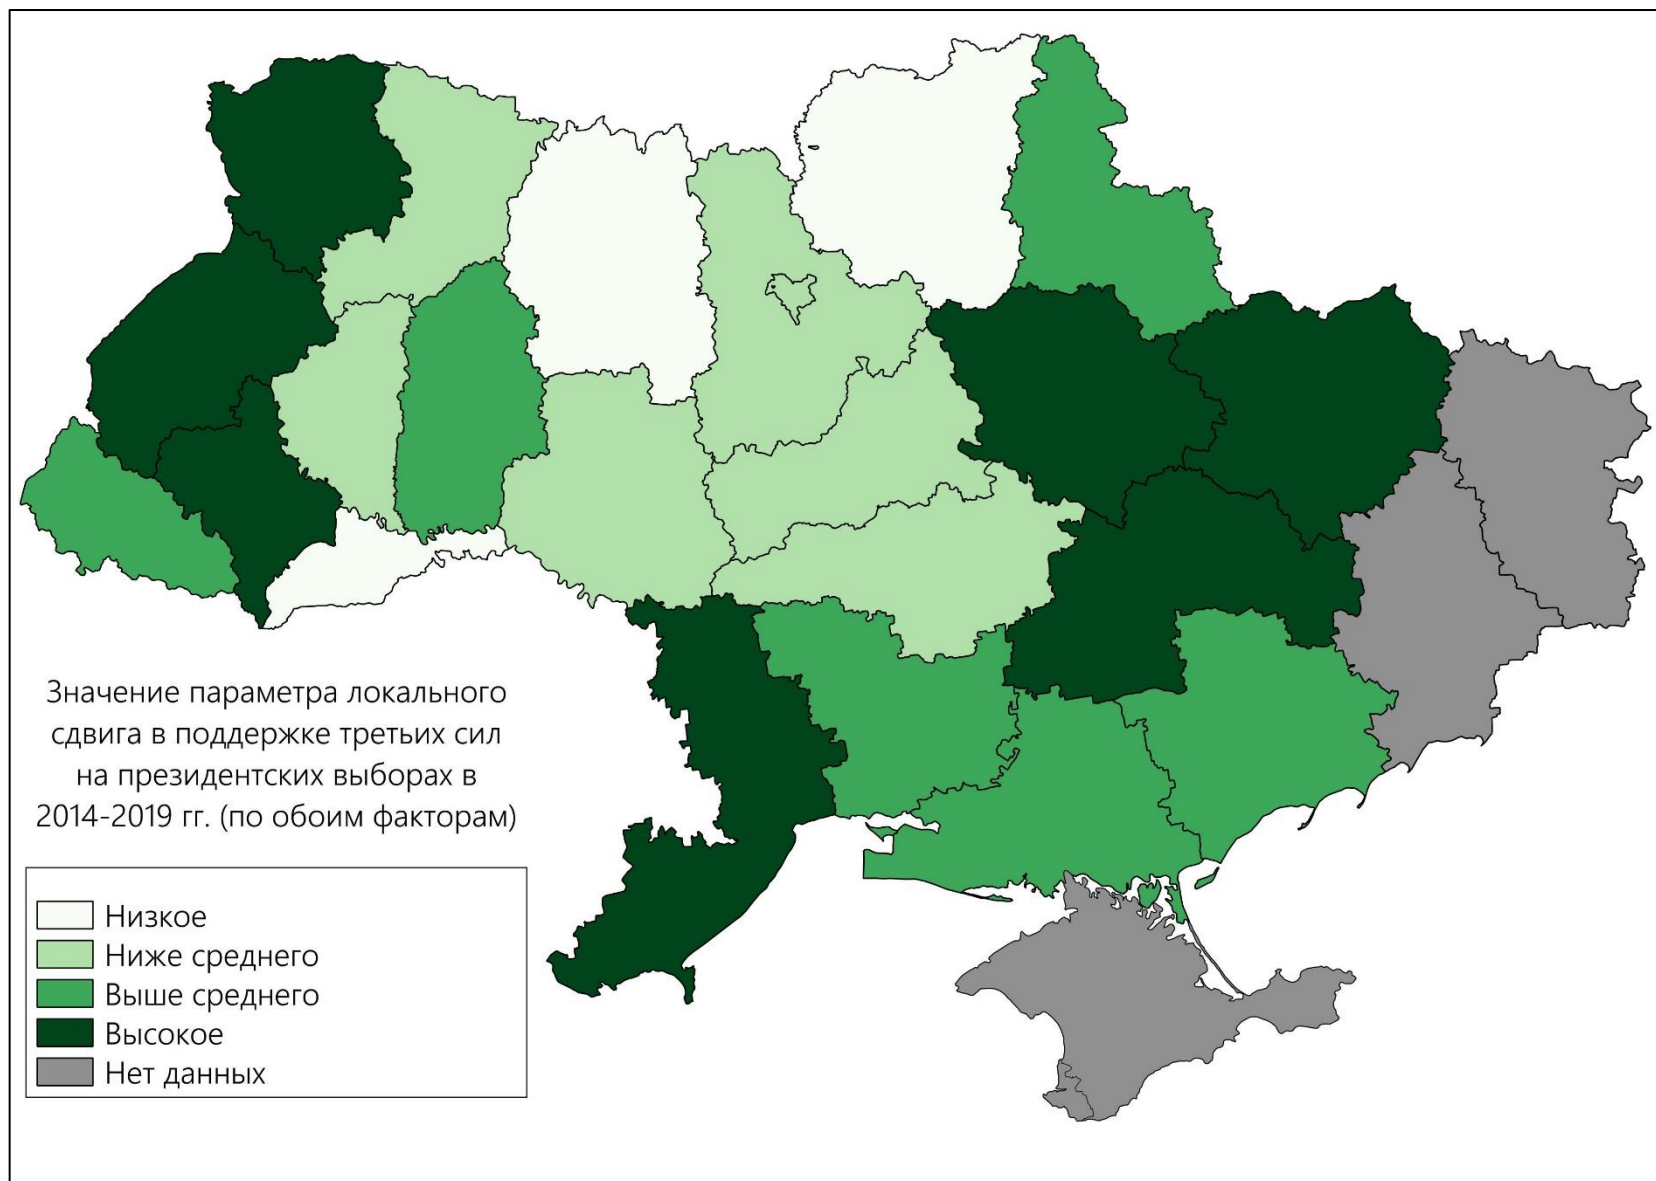 Значение параметра локального
сдвига в поддержке третьих сил
на президентских выборах в
2014-2019 гг. (по обоим факторам)
Низкое
Ниже среднего
Выше среднего
Высокое
Нет данных